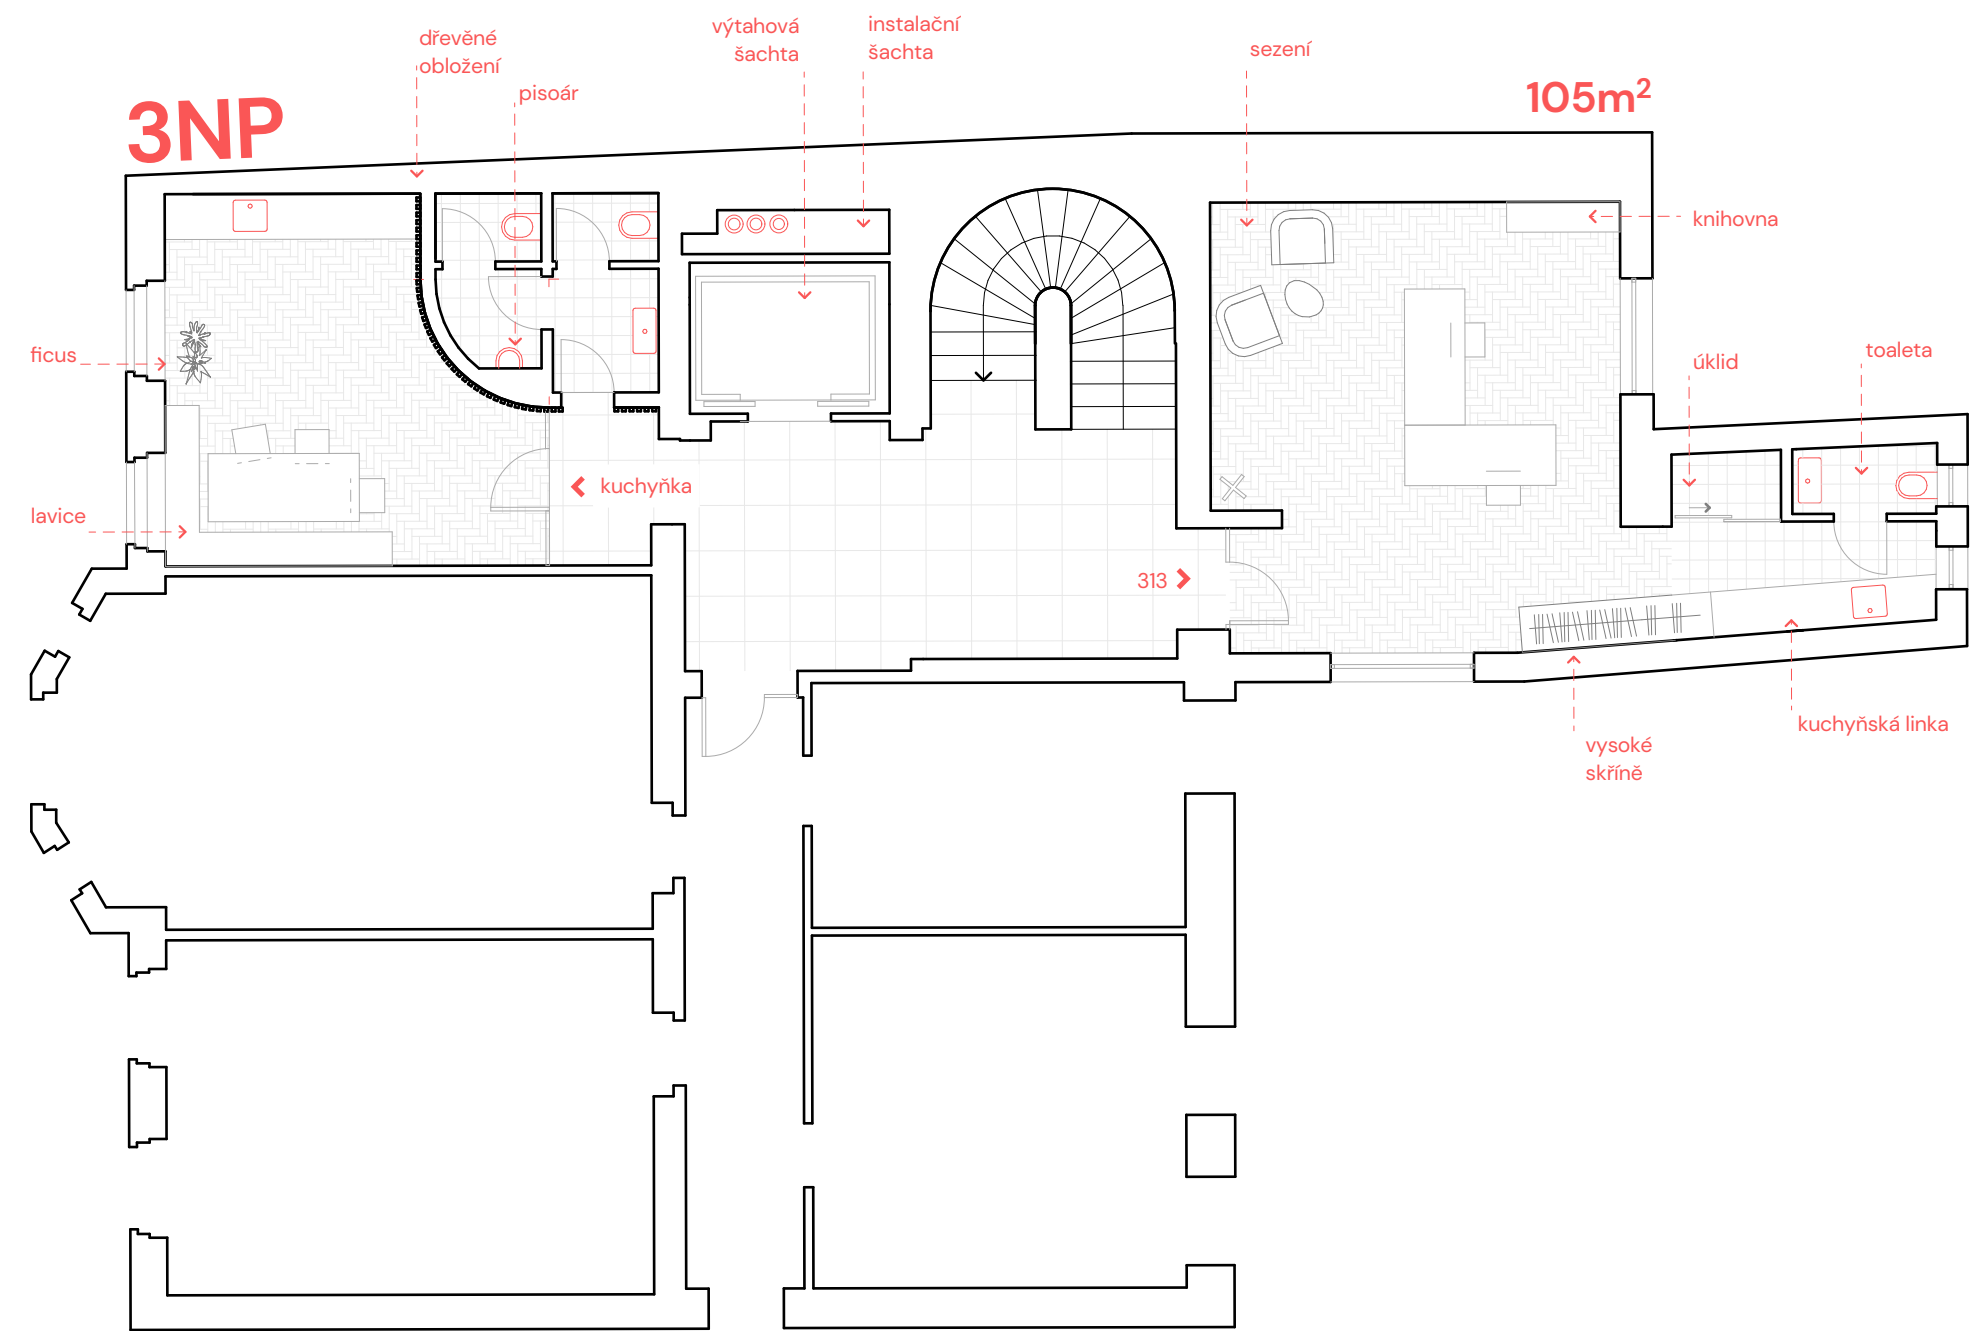 dřevěné
obložení
výtahová
šachta
instalační
šachta
sezení
pisoár
3NP
105m²
knihovna
ficus
úklid
toaleta
kuchyňka
lavice
313
kuchyňská linka
vysoké
skříně